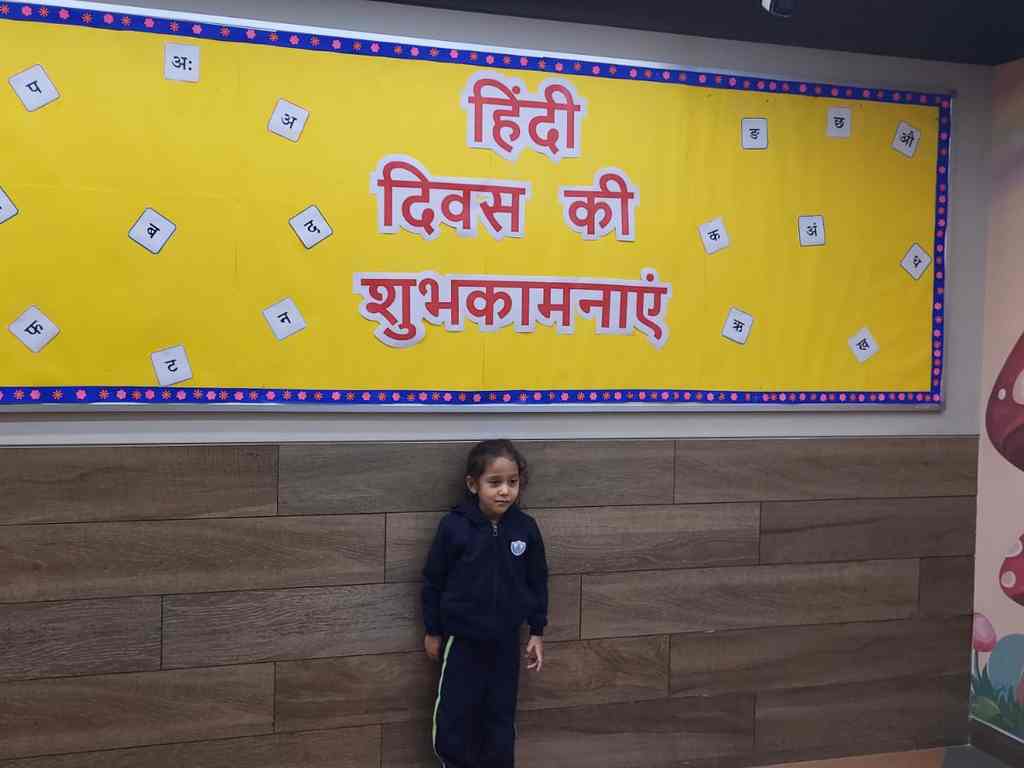 हिंदी
दिवस की
शुभकामनाएं
प
अः
अ
ब
न
ट
ङ
छ
औ
क
अं
ध
ऋ
ख